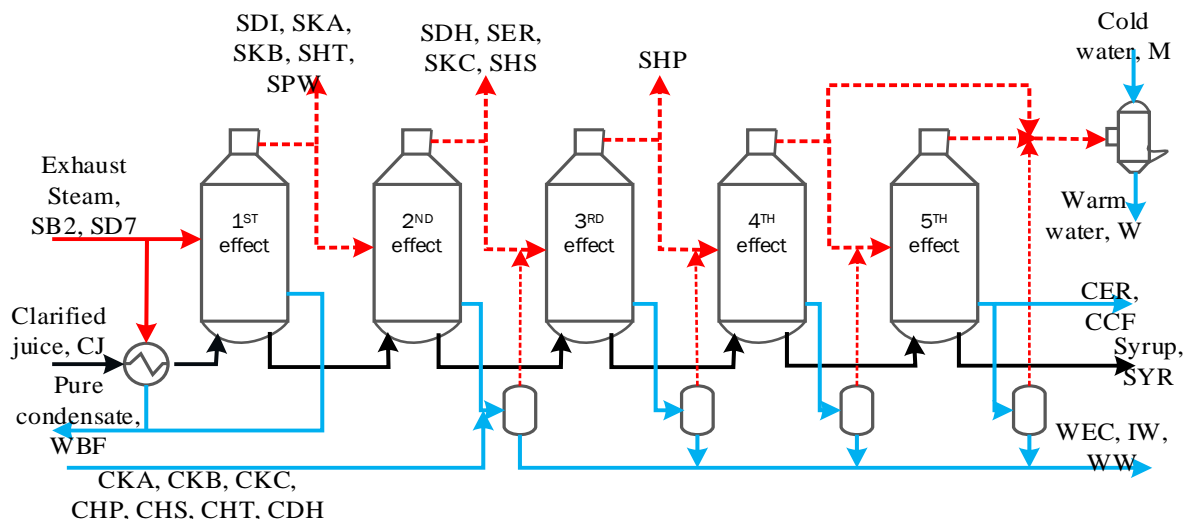 SDI, SKA,
SKB, SHT,
SPW
SDH, SER,
SKC, SHS
SHP
Cold
water, M
Exhaust
Steam,
SB2, SD7
1ST
effect
2ND
effect
3RD
effect
4TH
effect
5TH
effect
Warm
water, W
Clarified
juice, CJ
CER,
CCF
Syrup,
SYR
Pure
condensate,
WBF
WEC, IW,
WW
CKA, CKB, CKC,
CHP, CHS, CHT, CDH